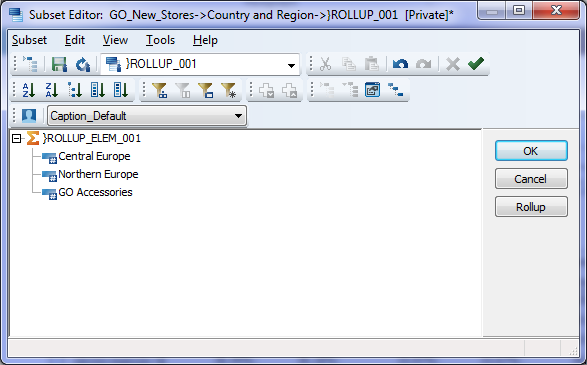 Subset Editor: GO_New_Stores->Country and Region->}ROLLUP_001 [Private]*
Subset Edit View Tools Help
}ROLLUP_001
Caption_Default
}ROLLUP_ELEM_001
Central Europe
Northern Europe
GO Accessories
OK
Cancel
Rollup